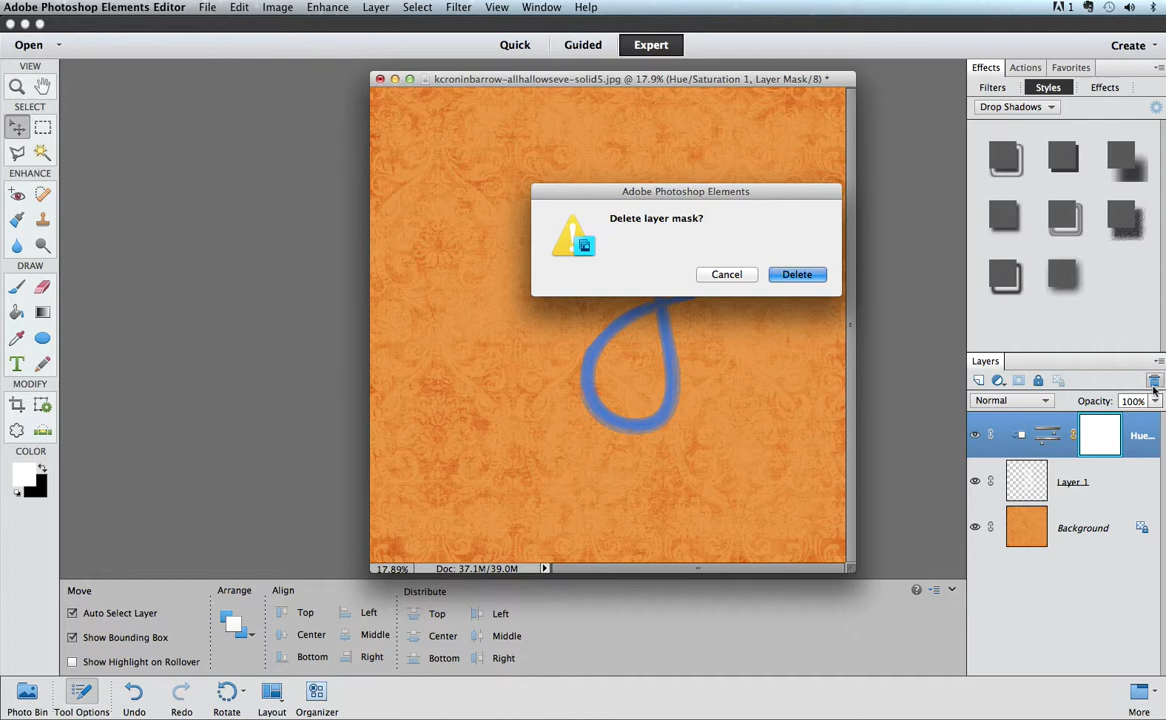 Adobe Photoshop Elements Editor File Edit Image Enhance Layer Select Filter View Window Help 1
Open Quick Guided Expert Create
VIEW
SELECT
ENHANCE
DRAW
T
MODIFY
COLOR
kcroninbarrow-allhallowseve-solid5.jpg @ 17.9% (Hue/Saturation 1, Layer Mask/8) *
Adobe Photoshop Elements
Delete layer mask?
Cancel Delete
17.89% Doc: 37.1M/39.0M
Effects Actions Favorites
Filters Styles Effects
Drop Shadows
Layers
Normal Opacity: 100%
Hue...
Layer 1
Background
Move Arrange Align Distribute
Auto Select Layer Top Left Top Left
Show Bounding Box Center Middle Center Middle
Show Highlight on Rollover Bottom Right Bottom Right
Photo Bin Tool Options Undo Redo Rotate Layout Organizer More